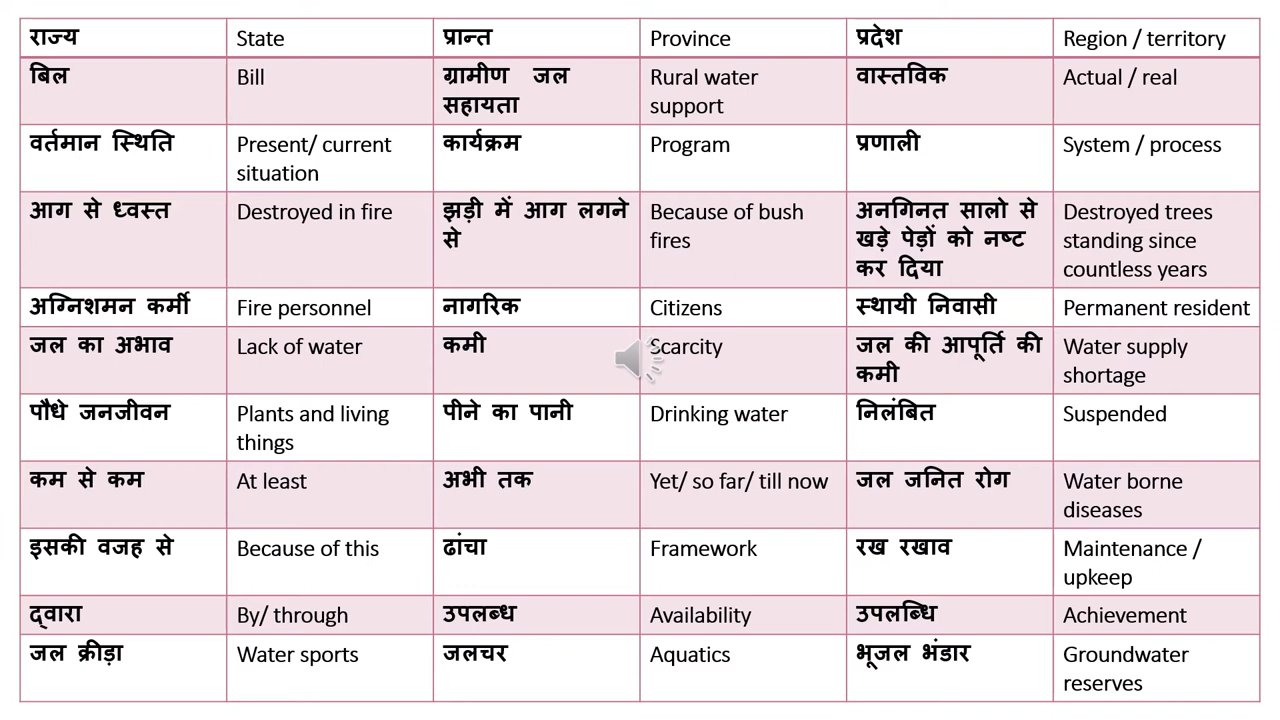 राज्य State प्रान्त Province प्रदेश Region / territory
बिल Bill ग्रामीण जल Rural water वास्तविक Actual / real
सहायता support
वर्तमान स्थिति Present/ current कार्यक्रम Program प्रणाली System / process
situation
आग से ध्वस्त Destroyed in fire झड़ी में आग लगने Because of bush अनगिनत सालो से Destroyed trees
से fires खड़े पेड़ों को नष्ट standing since
कर दिया countless years
अग्निशमन कर्मी Fire personnel नागरिक Citizens स्थायी निवासी Permanent resident
जल का अभाव Lack of water कमी Scarcity जल की आपूर्ति की Water supply
कमी shortage
पौधे जनजीवन Plants and living पीने का पानी Drinking water निलंबित Suspended
things
कम से कम At least अभी तक Yet/ so far/ till now जल जनित रोग Water borne
diseases
इसकी वजह से Because of this ढांचा Framework रख रखाव Maintenance /
upkeep
द्वारा By/ through उपलब्ध Availability उपलब्धि Achievement
जल क्रीड़ा Water sports जलचर Aquatics भूजल भंडार Groundwater
reserves